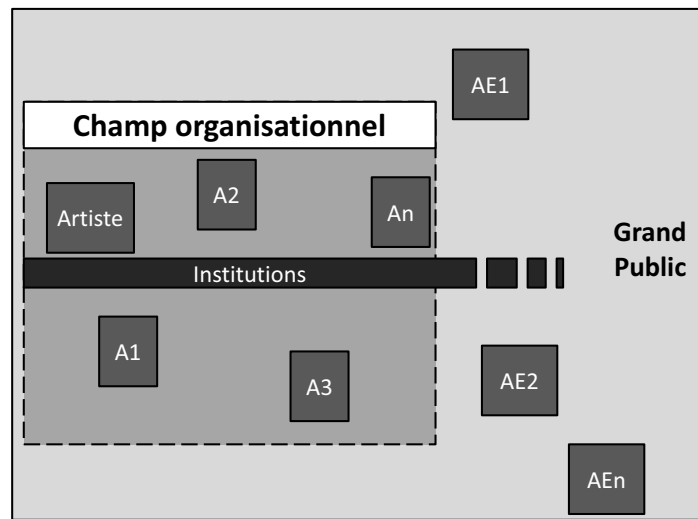 AE1
Champ organisationnel
A2
Artiste
An
Grand
Public
Institutions
A1
A3
AE2
AEn